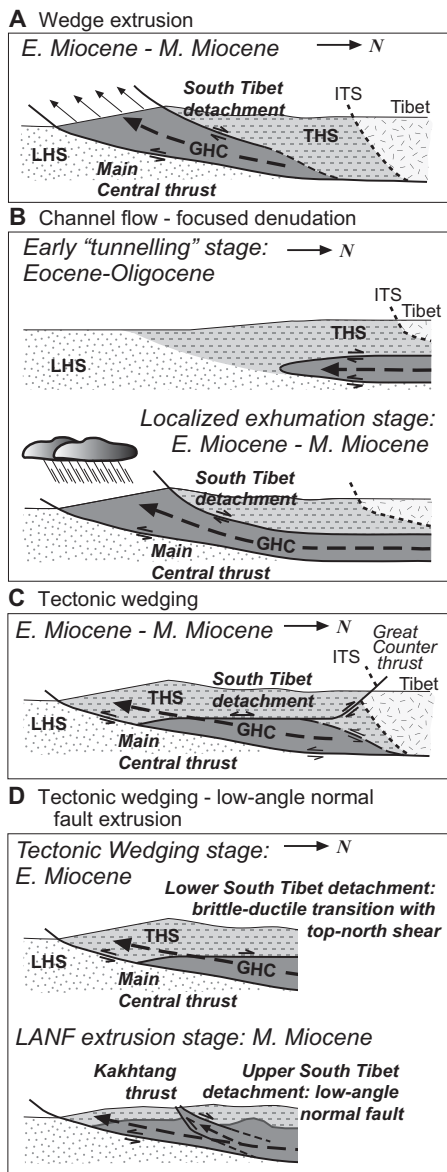 A Wedge extrusion
E. Miocene - M. Miocene N
South Tibet
detachment
ITS
Tibet
THS
GHC
LHS
Main
Central thrust
B Channel flow - focused denudation
Early “tunnelling” stage: N
Eocene-Oligocene
ITS
Tibet
THS
LHS
Localized exhumation stage:
E. Miocene - M. Miocene
South Tibet
detachment
GHC
Main
Central thrust
C Tectonic wedging
E. Miocene - M. Miocene N
Great
Counter
thrust
ITS
Tibet
South Tibet
detachment
THS
LHS
GHC
Main
Central thrust
D Tectonic wedging - low-angle normal
fault extrusion
Tectonic Wedging stage: N
E. Miocene
Lower South Tibet detachment:
brittle-ductile transition with
top-north shear
THS
LHS
GHC
Main
Central thrust
LANF extrusion stage: M. Miocene
Kakhtang
thrust
Upper South Tibet
detachment: low-angle
normal fault